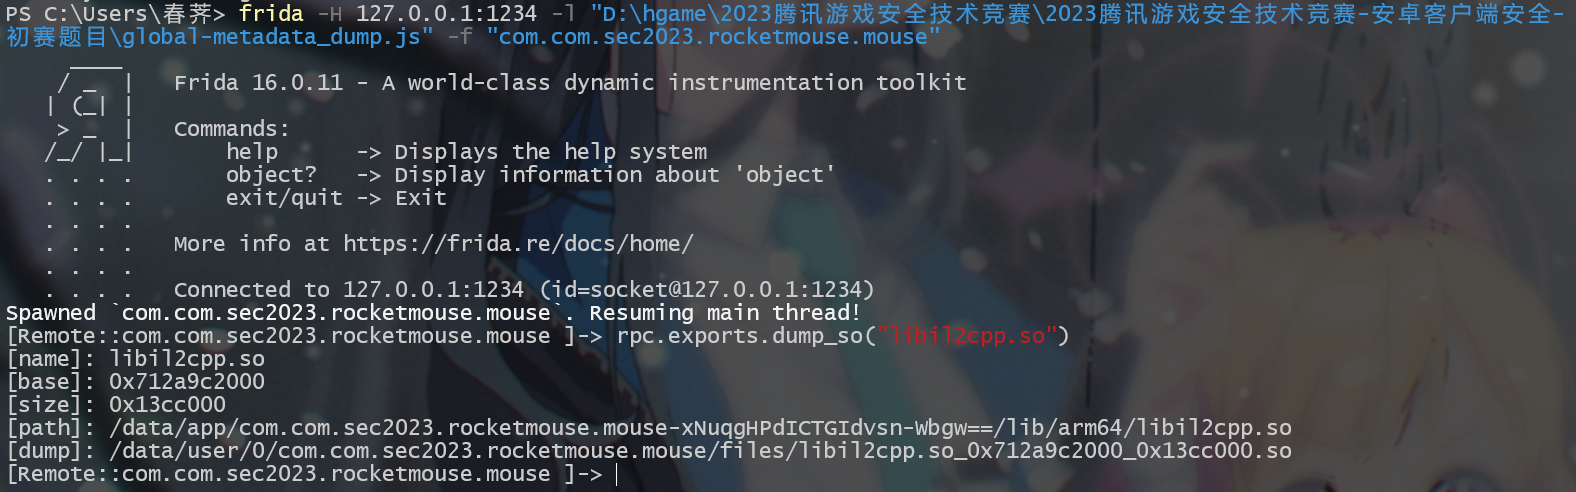 PS C:\Users\春荠> frida -H 127.0.0.1:1234 -l "D:\hgame\2023腾讯游戏安全技术竞赛\2023腾讯游戏安全技术竞赛-安卓客户端安全-
初赛题目\global-metadata_dump.js" -f "com.com.sec2023.rocketmouse.mouse"
     ____
    / _  |   Frida 16.0.11 - A world-class dynamic instrumentation toolkit
   | (_| |
    > _  |   Commands:
   /_/ |_|       help      -> Displays the help system
   . . . .       object?   -> Display information about 'object'
   . . . .       exit/quit -> Exit
   . . . .
   . . . .   More info at https://frida.re/docs/home/
   . . . .
   . . . .   Connected to 127.0.0.1:1234 (id=socket@127.0.0.1:1234)
Spawned `com.com.sec2023.rocketmouse.mouse`. Resuming main thread!
[Remote::com.com.sec2023.rocketmouse.mouse ]-> rpc.exports.dump_so("libil2cpp.so")
[name]: libil2cpp.so
[base]: 0x712a9c2000
[size]: 0x13cc000
[path]: /data/app/com.com.sec2023.rocketmouse.mouse-xNuqgHPdICTGIdvsn-Wbgw==/lib/arm64/libil2cpp.so
[dump]: /data/user/0/com.com.sec2023.rocketmouse.mouse/files/libil2cpp.so_0x712a9c2000_0x13cc000.so
[Remote::com.com.sec2023.rocketmouse.mouse ]->